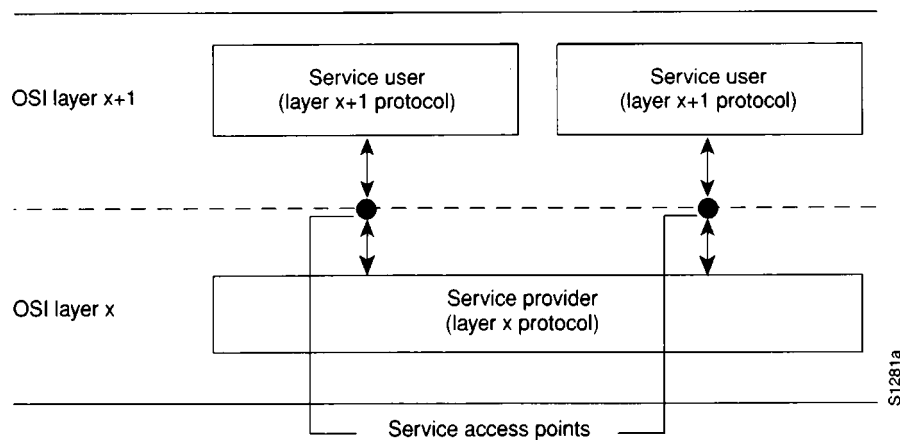 OSI layer x+1
Service user
(layer x+1 protocol)
Service user
(layer x+1 protocol)
OSI layer x
Service provider
(layer x protocol)
Service access points
S1281a